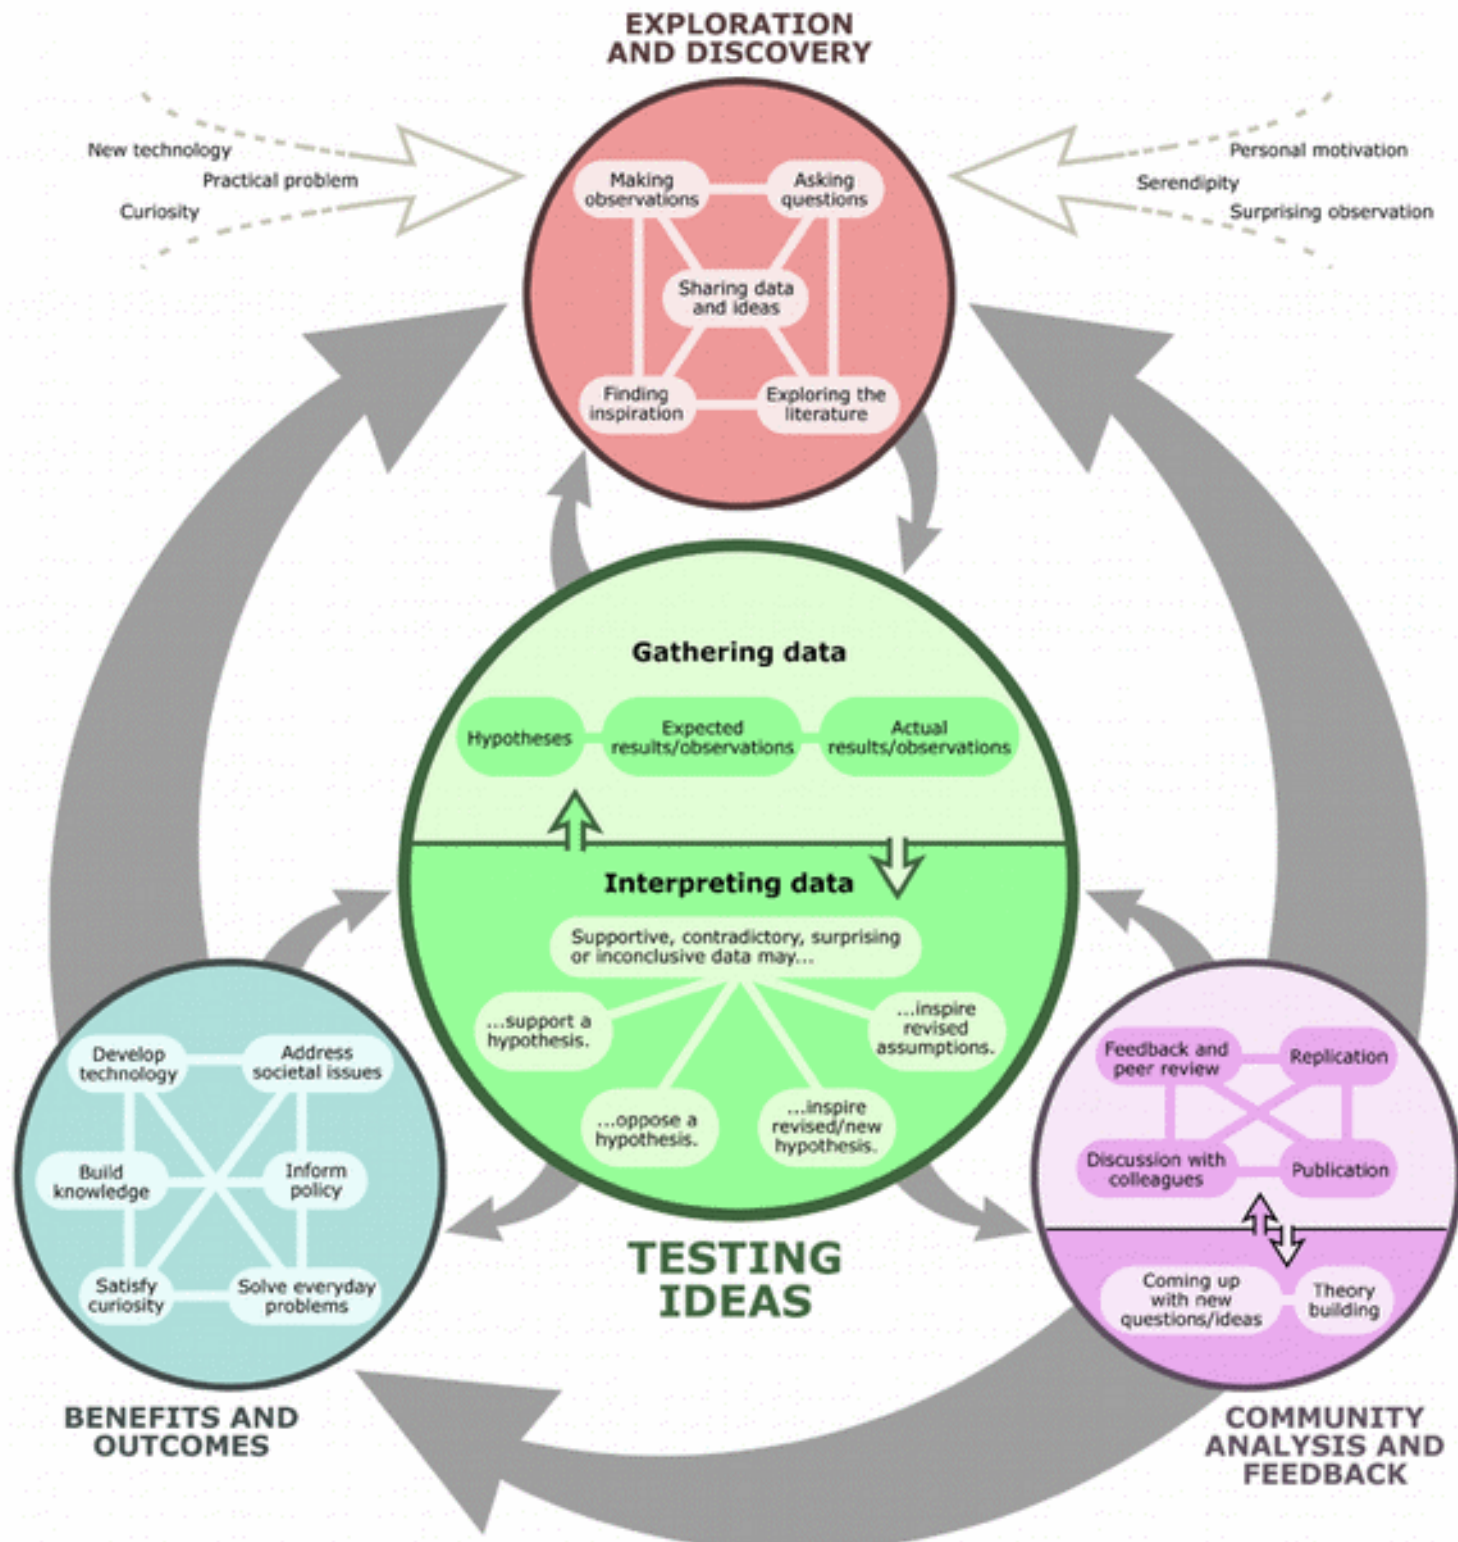 EXPLORATION
AND DISCOVERY
New technology
Practical problem
Curiosity
Personal motivation
Serendipity
Surprising observation
Making
observations
Asking
questions
Sharing data
and ideas
Finding
inspiration
Exploring the
literature
Gathering data
Hypotheses
Expected
results/observations
Actual
results/observations
Interpreting data
Supportive, contradictory, surprising
or inconclusive data may...
...support a
hypothesis.
...oppose a
hypothesis.
...inspire
revised/new
hypothesis.
...inspire
revised
assumptions.
TESTING
IDEAS
Develop
technology
Address
societal issues
Build
knowledge
Inform
policy
Satisfy
curiosity
Solve everyday
problems
BENEFITS AND
OUTCOMES
Feedback and
peer review
Replication
Discussion with
colleagues
Publication
Coming up
with new
questions/ideas
Theory
building
COMMUNITY
ANALYSIS AND
FEEDBACK